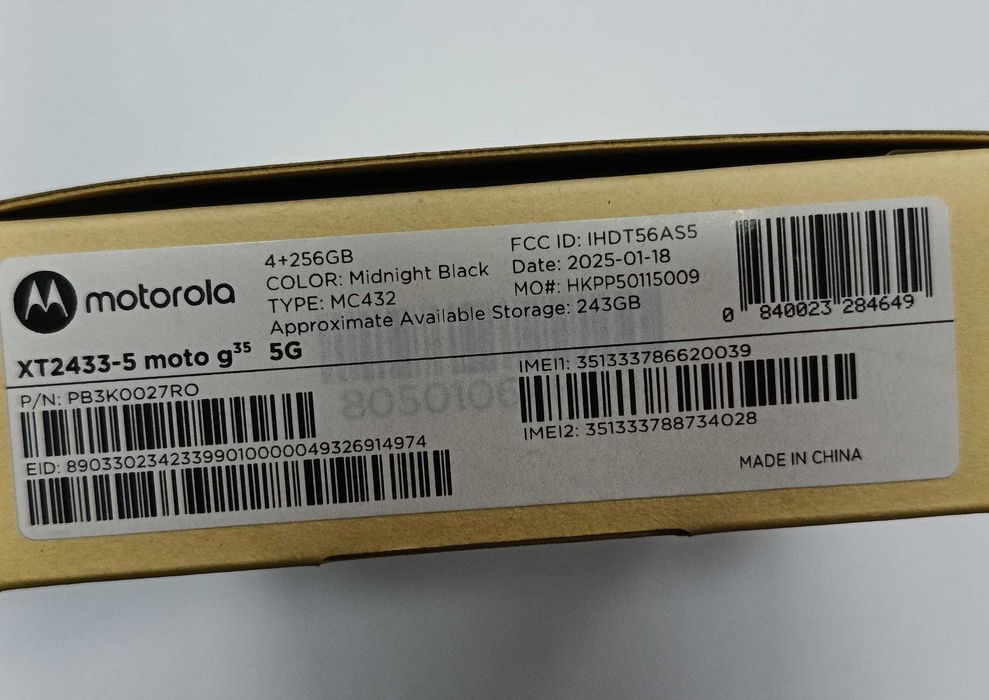 motorola
4+256GB
COLOR: Midnight Black
TYPE: MC432
Approximate Available Storage: 243GB
FCC ID: IHDT56AS5
Date: 2025-01-18
MO#: HKPP50115009
0 840023 284649
XT2433-5 moto g35 5G
P/N: PB3K0027RO
EID: 89033023423399010000049326914974
IMEI1: 351333786620039
IMEI2: 351333788734028
MADE IN CHINA